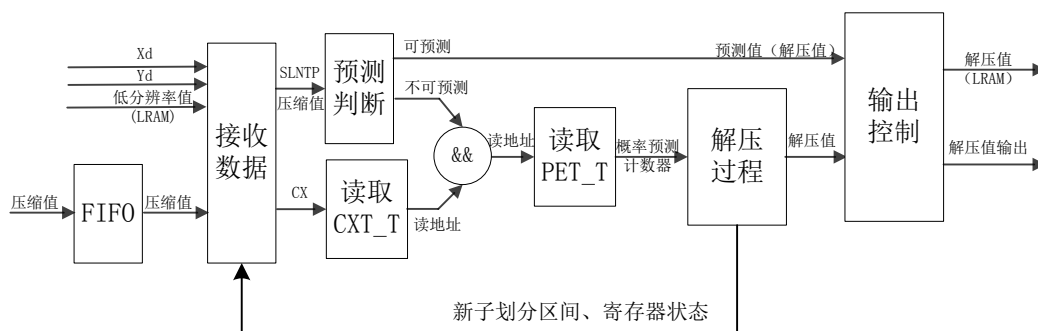 Xd
Yd
低分辨率值
(LRAM)
压缩值
FIFO
压缩值
接收
数据
SLNTP
压缩值
CX
预测
判断
读取
CXT_T
可预测
不可预测
&&
读地址
读地址
读取
PET_T
概率预测
计数器
解压
过程
预测值（解压值）
解压值
输出
控制
解压值
（LRAM）
解压值输出
新子划分区间、寄存器状态